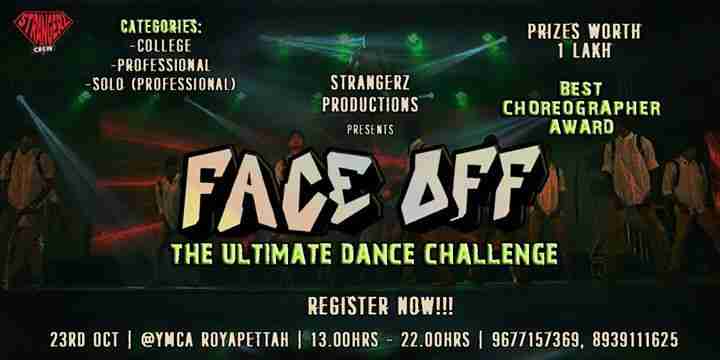 STRANGERZ
CREW
CATEGORIES:
-COLLEGE
-PROFESSIONAL
-SOLO (PROFESSIONAL)
STRANGERZ
PRODUCTIONS
PRESENTS
PRIZES WORTH
1 LAKH
BEST
CHOREOGRAPHER
AWARD
FACE OFF
THE ULTIMATE DANCE CHALLENGE
REGISTER NOW!!!
23RD OCT | @YMCA ROYAPETTAH | 13.00HRS - 22.00HRS | 9677157369, 8939111625